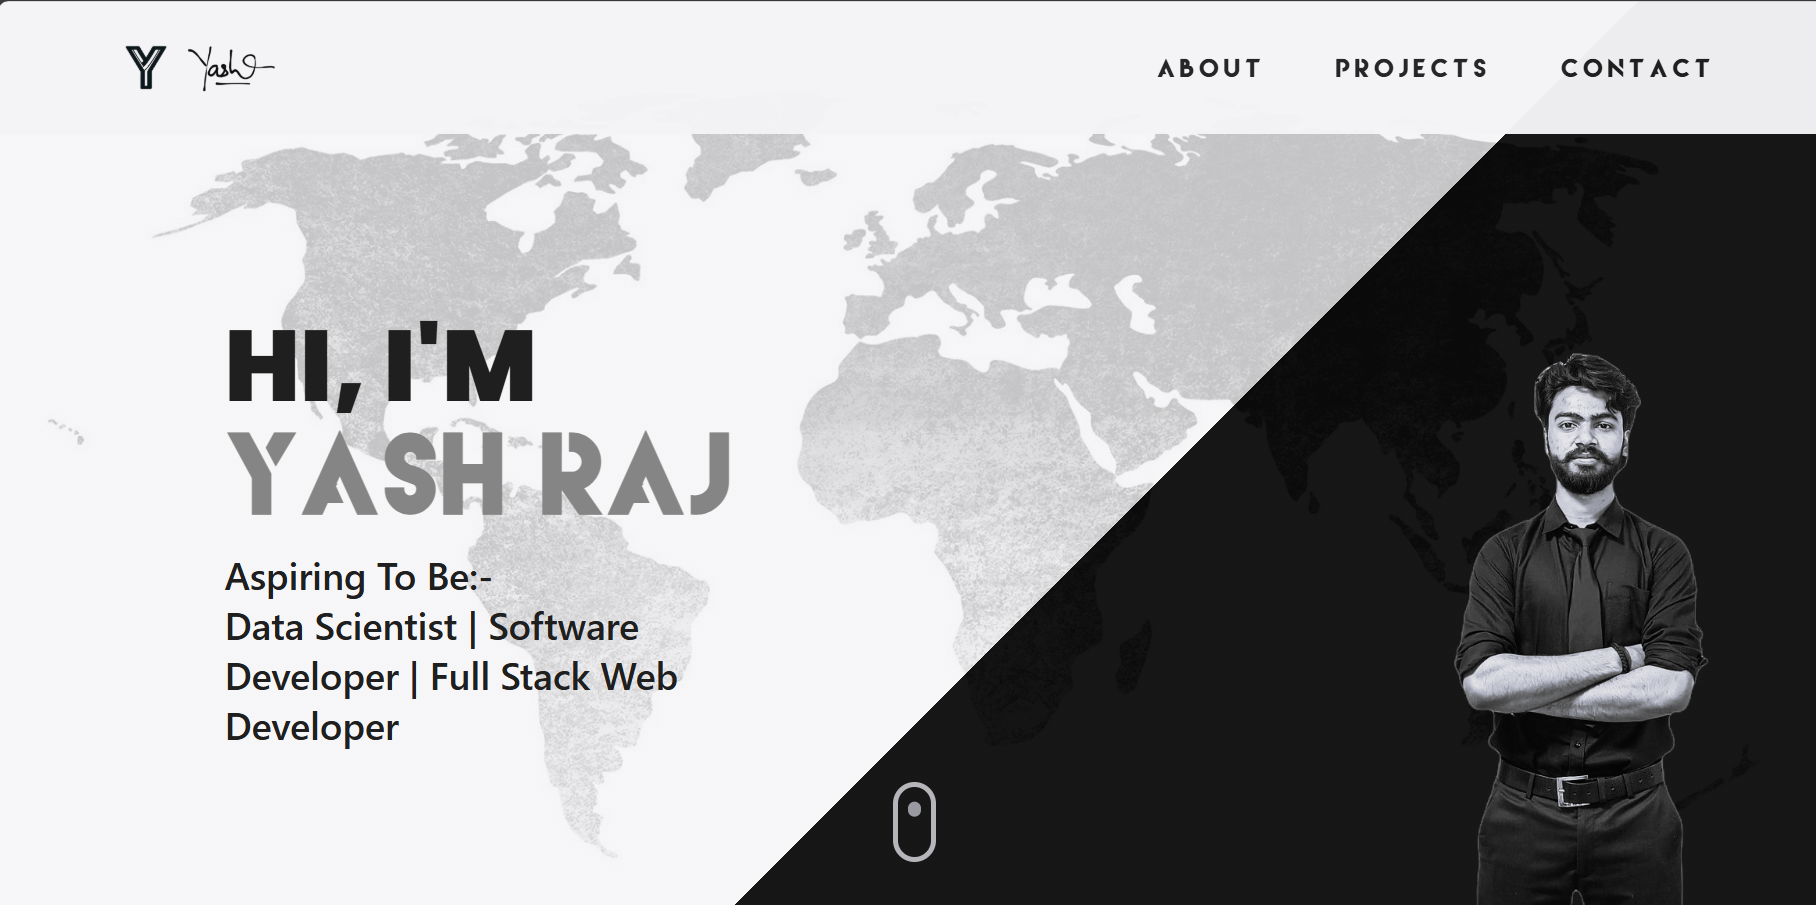 Y Yash
ABOUT PROJECTS CONTACT
HI, I'M
YASH RAJ
Aspiring To Be:-
Data Scientist | Software
Developer | Full Stack Web
Developer